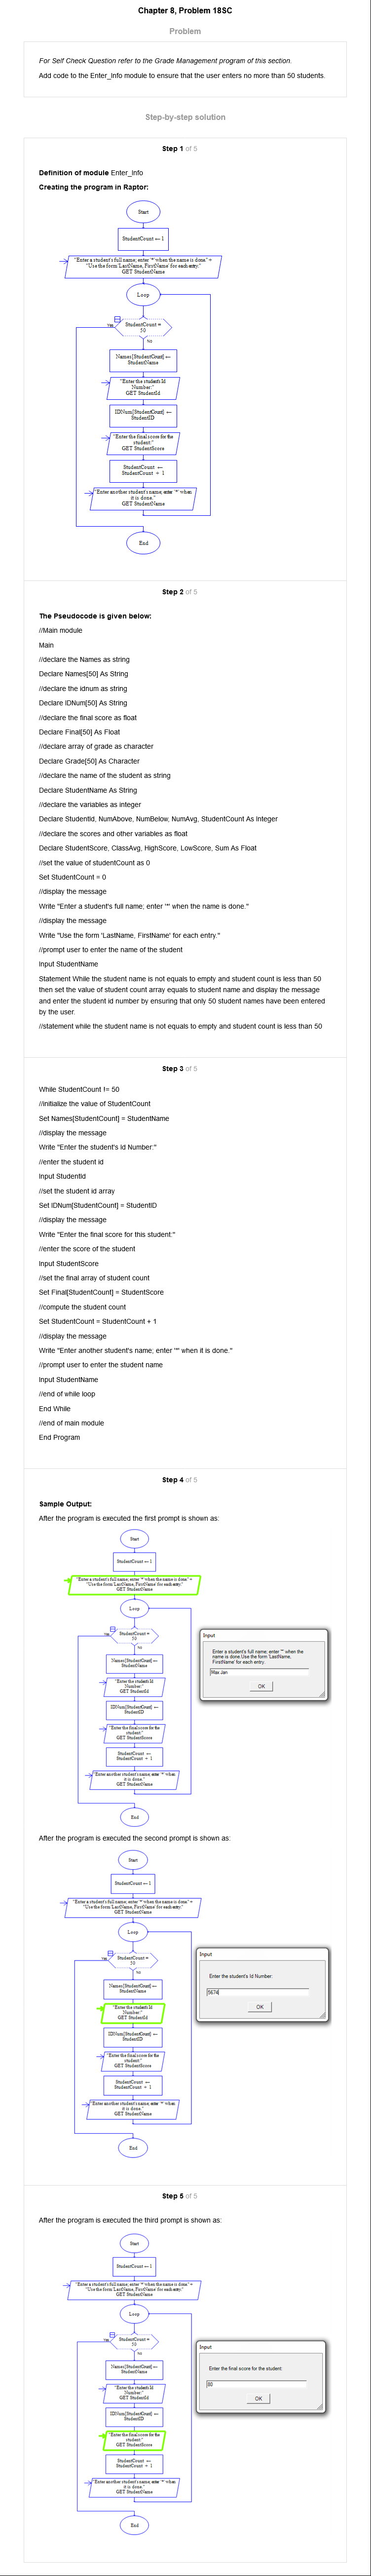 Chapter 8, Problem 18SC
Problem
For Self Check Question refer to the Grade Management program of this section.
Add code to the Enter_Info module to ensure that the user enters no more than 50 students.
Step-by-step solution
Step 1 of 5
Definition of module Enter_Info
Creating the program in Raptor:
Start
StudentCount ← 1
"Enter a student's full name; enter '*' when the name is done." +
"Use the form 'LastName, FirstName' for each entry."
GET StudentName
Loop
StudentCount =
50
Yes
No
Names[StudentCount] ←
StudentName
"Enter the student's Id
Number:"
GET StudentId
IDNum[StudentCount] ←
StudentID
"Enter the final score for the
student:"
GET StudentScore
StudentCount ←
StudentCount + 1
"Enter another student's name; enter '*' when
it is done."
GET StudentName
End
Step 2 of 5
The Pseudocode is given below:
//Main module
Main
//declare the Names as string
Declare Names[50] As String
//declare the idnum as string
Declare IDNum[50] As String
//declare the final score as float
Declare Final[50] As Float
//declare array of grade as character
Declare Grade[50] As Character
//declare the name of the student as string
Declare StudentName As String
//declare the variables as integer
Declare StudentId, NumAbove, NumBelow, NumAvg, StudentCount As Integer
//declare the scores and other variables as float
Declare StudentScore, ClassAvg, HighScore, LowScore, Sum As Float
//set the value of studentCount as 0
Set StudentCount = 0
//display the message
Write "Enter a student's full name; enter '*' when the name is done."
//display the message
Write "Use the form 'LastName, FirstName' for each entry."
//prompt user to enter the name of the student
Input StudentName
Statement While the student name is not equals to empty and student count is less than 50
then set the value of student count array equals to student name and display the message
and enter the student id number by ensuring that only 50 student names have been entered
by the user.
//statement while the student name is not equals to empty and student count is less than 50
Step 3 of 5
While StudentCount != 50
//initialize the value of StudentCount
Set Names[StudentCount] = StudentName
//display the message
Write "Enter the student's Id Number:"
//enter the student id
Input StudentId
//set the student id array
Set IDNum[StudentCount] = StudentID
//display the message
Write "Enter the final score for this student:"
//enter the score of the student
Input StudentScore
//set the final array of student count
Set Final[StudentCount] = StudentScore
//compute the student count
Set StudentCount = StudentCount + 1
//display the message
Write "Enter another student's name; enter '*' when it is done."
//prompt user to enter the student name
Input StudentName
//end of while loop
End While
//end of main module
End Program
Step 4 of 5
Sample Output:
After the program is executed the first prompt is shown as:
Start
StudentCount ← 1
"Enter a student's full name; enter '*' when the name is done." +
"Use the form 'LastName, FirstName' for each entry."
GET StudentName
Loop
StudentCount =
50
Yes
No
Names[StudentCount] ←
StudentName
"Enter the student's Id
Number:"
GET StudentId
IDNum[StudentCount] ←
StudentID
"Enter the final score for the
student:"
GET StudentScore
StudentCount ←
StudentCount + 1
"Enter another student's name; enter '*' when
it is done."
GET StudentName
End
Input
Enter a student's full name; enter '*' when the
name is done.Use the form 'LastName,
FirstName' for each entry.
Max Jan
OK
After the program is executed the second prompt is shown as:
Start
StudentCount ← 1
"Enter a student's full name; enter '*' when the name is done." +
"Use the form 'LastName, FirstName' for each entry."
GET StudentName
Loop
StudentCount =
50
Yes
No
Names[StudentCount] ←
StudentName
"Enter the student's Id
Number:"
GET StudentId
IDNum[StudentCount] ←
StudentID
"Enter the final score for the
student:"
GET StudentScore
StudentCount ←
StudentCount + 1
"Enter another student's name; enter '*' when
it is done."
GET StudentName
End
Input
Enter the student's Id Number:
5674
OK
Step 5 of 5
After the program is executed the third prompt is shown as:
Start
StudentCount ← 1
"Enter a student's full name; enter '*' when the name is done." +
"Use the form 'LastName, FirstName' for each entry."
GET StudentName
Loop
StudentCount =
50
Yes
No
Names[StudentCount] ←
StudentName
"Enter the student's Id
Number:"
GET StudentId
IDNum[StudentCount] ←
StudentID
"Enter the final score for the
student:"
GET StudentScore
StudentCount ←
StudentCount + 1
"Enter another student's name; enter '*' when
it is done."
GET StudentName
End
Input
Enter the final score for the student:
80
OK